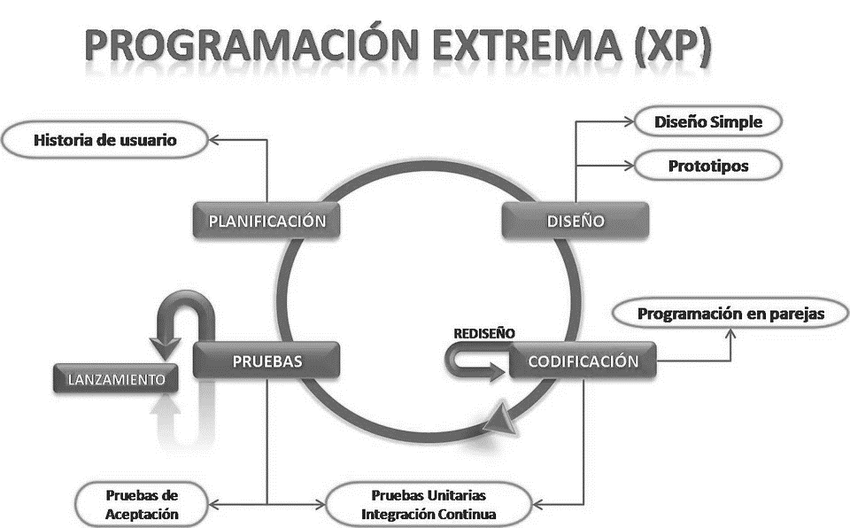 PROGRAMACIÓN EXTREMA (XP)
Historia de usuario
Diseño Simple
Prototipos
PLANIFICACIÓN
DISEÑO
Programación en parejas
REDISEÑO
PRUEBAS
CODIFICACIÓN
LANZAMIENTO
Pruebas de
Aceptación
Pruebas Unitarias
Integración Continua